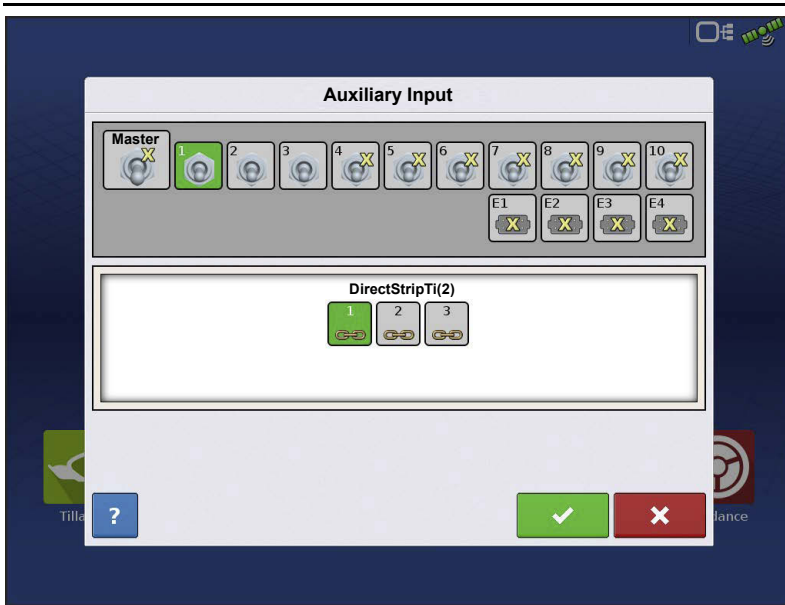 Auxiliary Input
Master
1 2 3 4 5 6 7 8 9 10
X X X X X X X X
E1 E2 E3 E4
X X X X
DirectStripTi(2)
1 2 3
Tilla ? dance